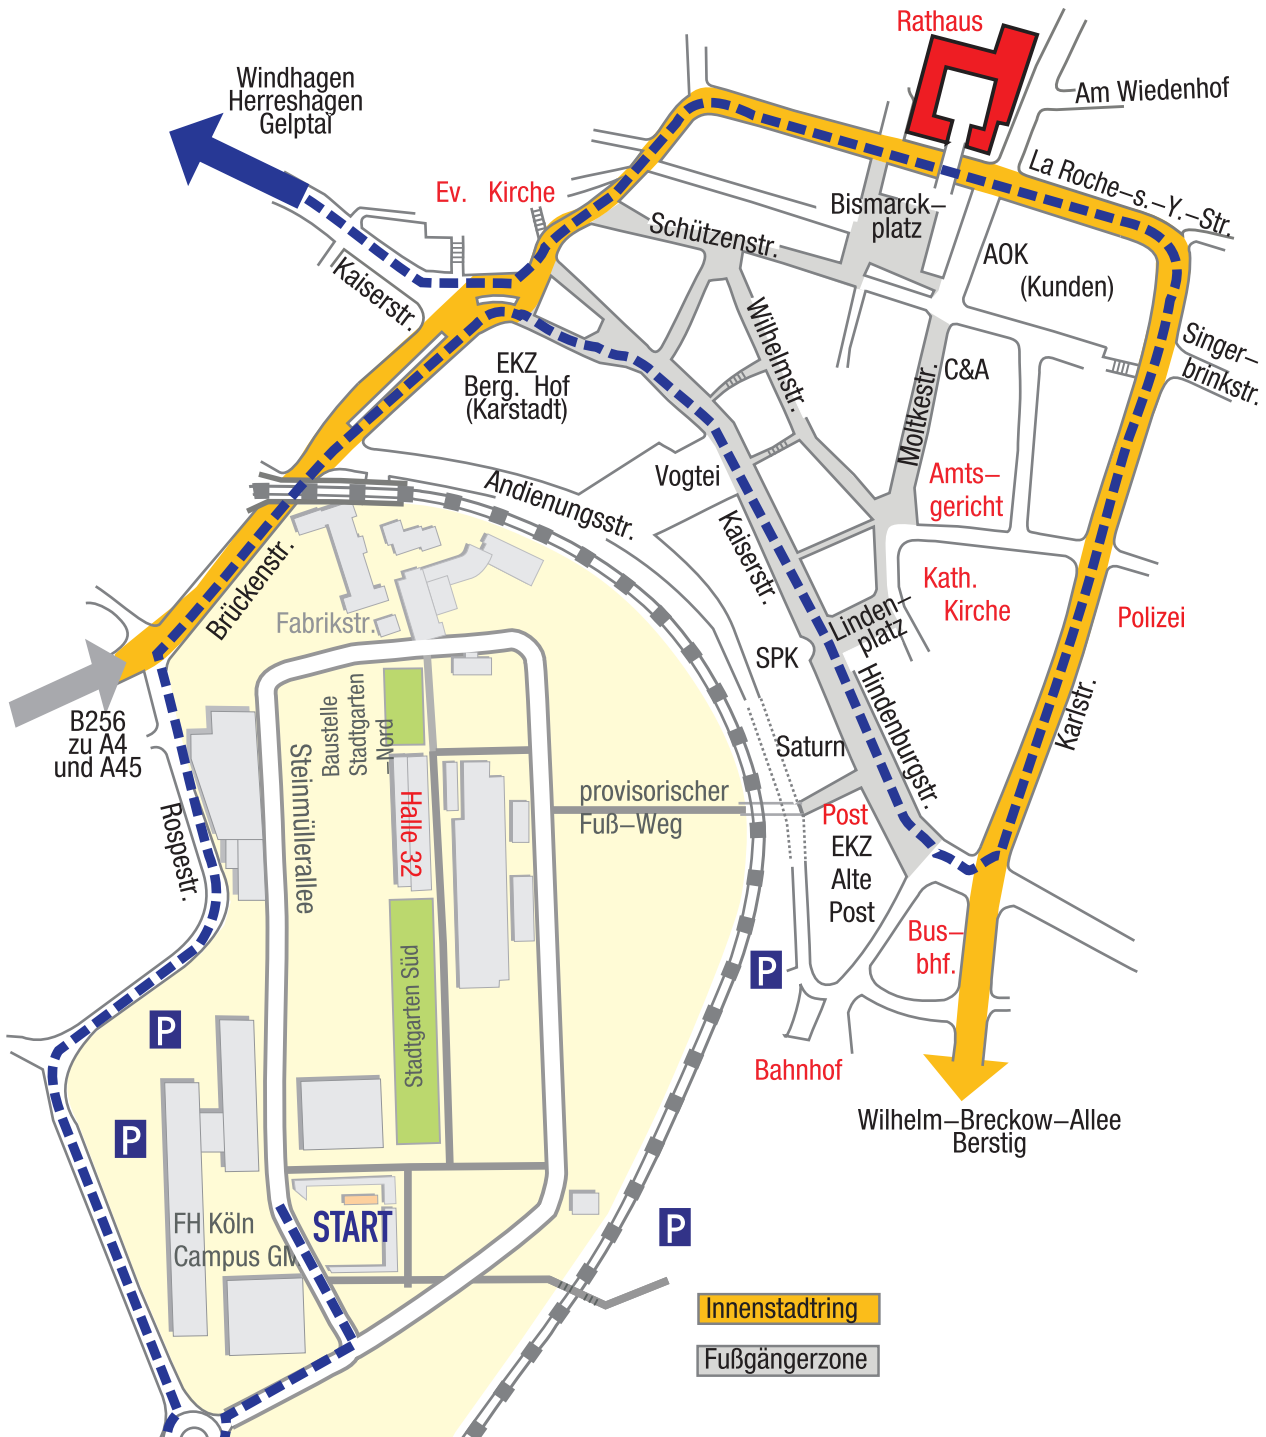 Rathaus
Windhagen
Herreshagen
Gelptal
Am Wiedenhof
La Roche–s.–Y.–Str.
Ev. Kirche
Bismarck–
platz
Schützenstr.
AOK
(Kunden)
Kaiserstr.
Wilhelmstr.
Singer–
brinkstr.
EKZ
Berg. Hof
(Karstadt)
C&A
Moltkestr.
Vogtei
Amts–
gericht
Andienungsstr.
Kaiserstr.
Brückenstr.
Kath.
Kirche
Polizei
Fabrikstr.
Linden–
platz
SPK
Hindenburgstr.
Karlstr.
B256
zu A4
und A45
Baustelle
Stadtgarten
Nord
Steinmüllerallee
Saturn
Rospestr.
Halle 32
provisorischer
Fuß–Weg
Post
EKZ
Alte
Post
Bus–
bhf.
P
Stadtgarten Süd
P
Bahnhof
P
Wilhelm–Breckow–Allee
Berstig
FH Köln
Campus GM
START
P
Innenstadtring
Fußgängerzone